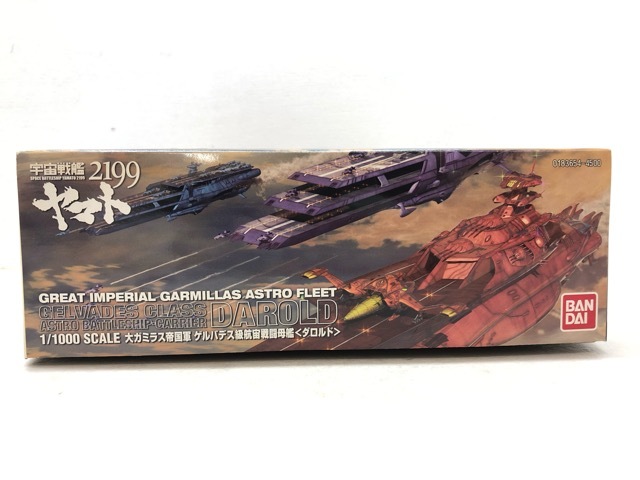 宇宙戦艦
SPACE BATTLESHIP YAMATO 2199
2199
ヤマト
0183654-4500
GREAT IMPERIAL GARMILLAS ASTRO FLEET
GELVADES CLASS
ASTRO BATTLESHIP-CARRIER
DAROLD
1/1000 SCALE 大ガミラス帝国軍 ゲルバデス級航宙戦闘母艦<ダロルド>
BAN
DAI